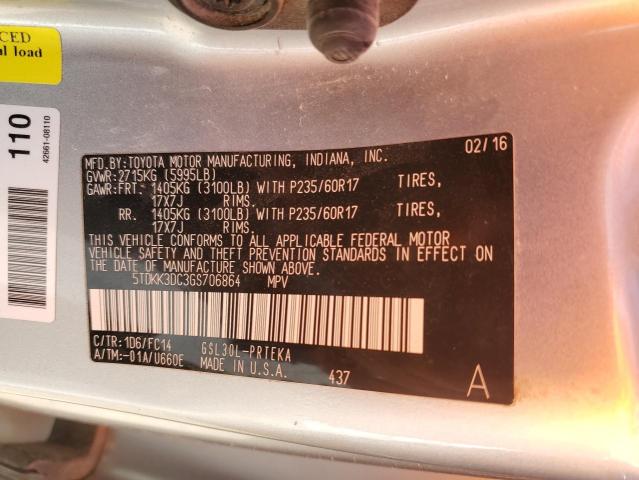 CED
al load
110
42661-08110
MFD.BY:TOYOTA MOTOR MANUFACTURING, INDIANA, INC. 02/16
GVWR:2715KG (5995LB)
GAWR:FRT. 1405KG (3100LB) WITH P235/60R17 TIRES,
17X7J RIMS.
RR. 1405KG (3100LB) WITH P235/60R17 TIRES,
17X7J RIMS.
THIS VEHICLE CONFORMS TO ALL APPLICABLE FEDERAL MOTOR
VEHICLE SAFETY AND THEFT PREVENTION STANDARDS IN EFFECT ON
THE DATE OF MANUFACTURE SHOWN ABOVE.
5TDKK3DC3GS706864 MPV
C/TR:1D6/FC14 GSL30L-PRTEKA
A/TM:-01A/U660E MADE IN U.S.A.
437
A